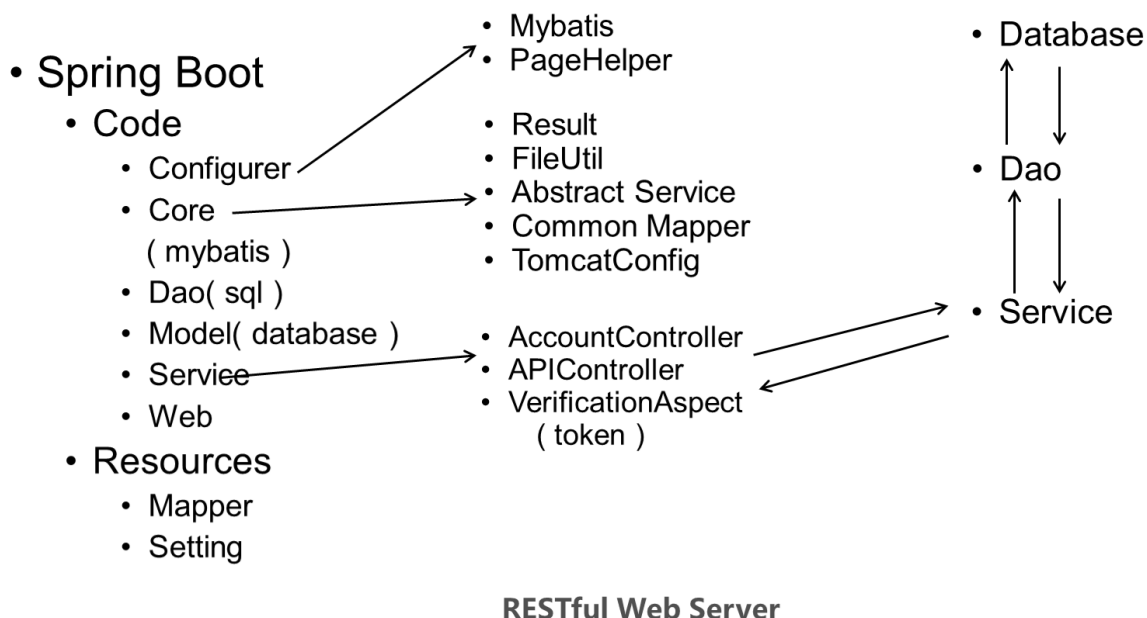 • Spring Boot
• Code
• Configurer
• Core
( mybatis )
• Dao( sql )
• Model( database )
• Service
• Web
• Resources
• Mapper
• Setting
• Mybatis
• PageHelper
• Result
• FileUtil
• Abstract Service
• Common Mapper
• TomcatConfig
• AccountController
• APIController
• VerificationAspect
( token )
• Database
• Dao
• Service
RESTful Web Server